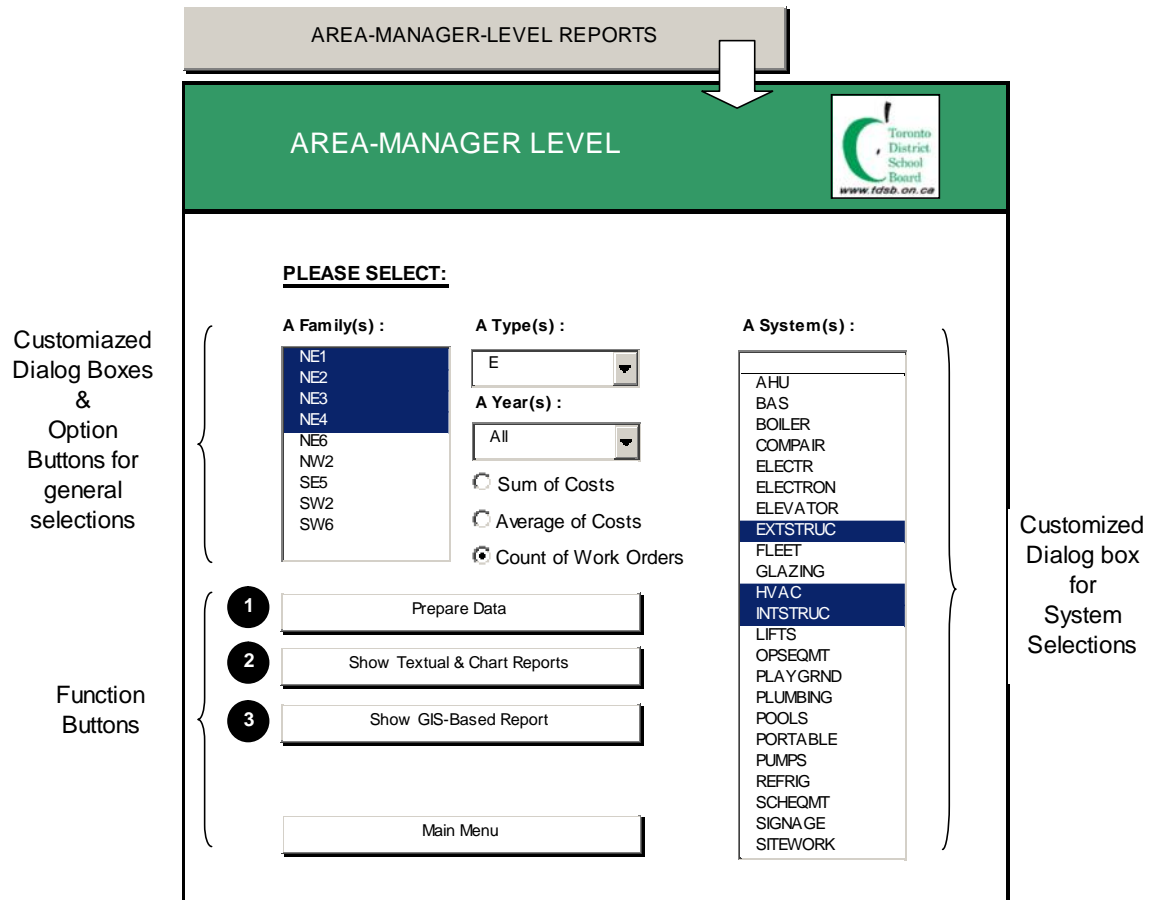 AREA-MANAGER-LEVEL REPORTS
AREA-MANAGER LEVEL
Toronto
District
School
Board
www.tdsb.on.ca
PLEASE SELECT:
Customiazed
Dialog Boxes
&
Option
Buttons for
general
selections
A Family(s) :
NE1
NE2
NE3
NE4
NE6
NW2
SE5
SW2
SW6
A Type(s) :
E
A Year(s) :
All
Sum of Costs
Average of Costs
Count of Work Orders
A System(s) :
AHU
BAS
BOILER
COMPAIR
ELECTR
ELECTRON
ELEVATOR
EXTSTRUC
FLEET
GLAZING
HVAC
INTSTRUC
LIFTS
OPSEQMT
PLAYGRND
PLUMBING
POOLS
PORTABLE
PUMPS
REFRIG
SCHEQMT
SIGNAGE
SITEWORK
Customized
Dialog box
for
System
Selections
Function
Buttons
1 Prepare Data
2 Show Textual & Chart Reports
3 Show GIS-Based Report
Main Menu